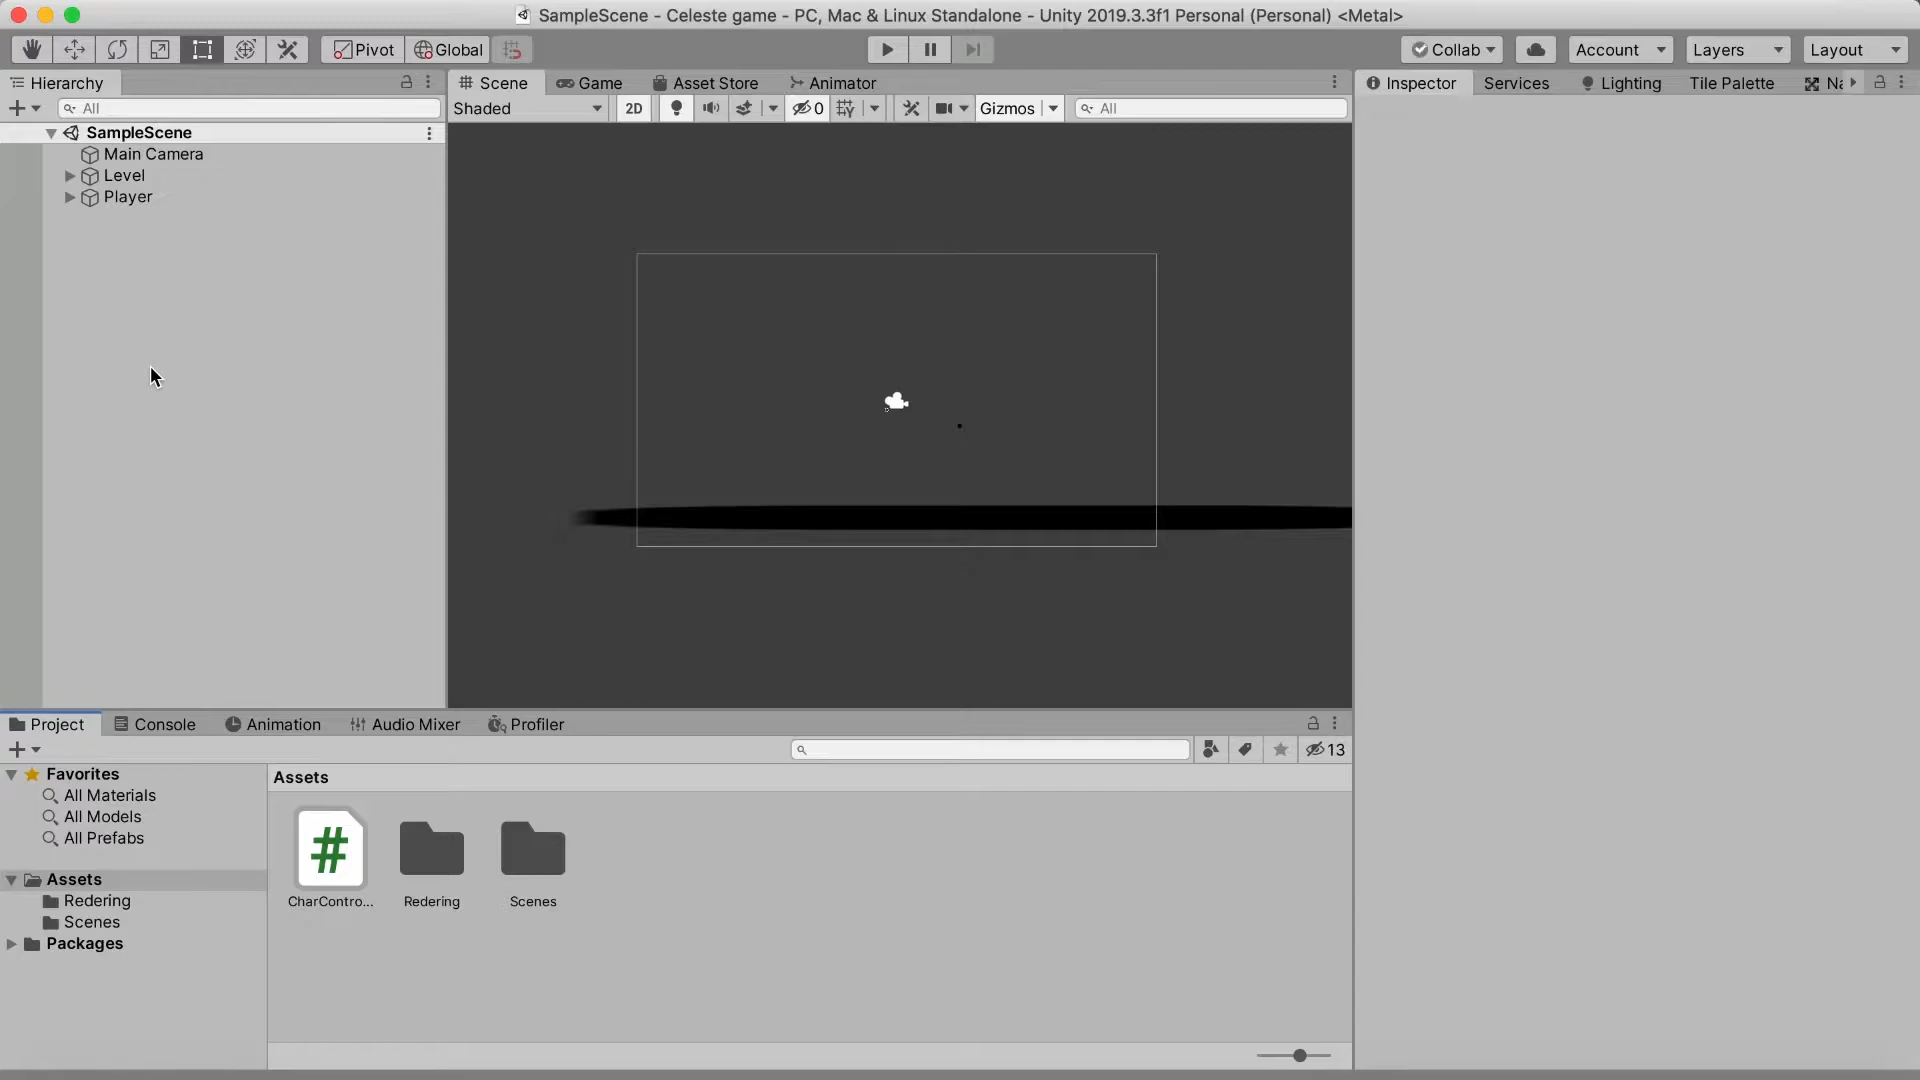 SampleScene - Celeste game - PC, Mac & Linux Standalone - Unity 2019.3.3f1 Personal (Personal) <Metal>
Pivot Global Collab Account Layers Layout
Hierarchy
All
SampleScene
Main Camera
Level
Player
Scene Game Asset Store Animator
Shaded 2D 0 Gizmos All
Inspector Services Lighting Tile Palette Na
Project Console Animation Audio Mixer Profiler
13
Favorites
All Materials
All Models
All Prefabs
Assets
Redering
Scenes
Packages
Assets
#
CharContro... Redering Scenes